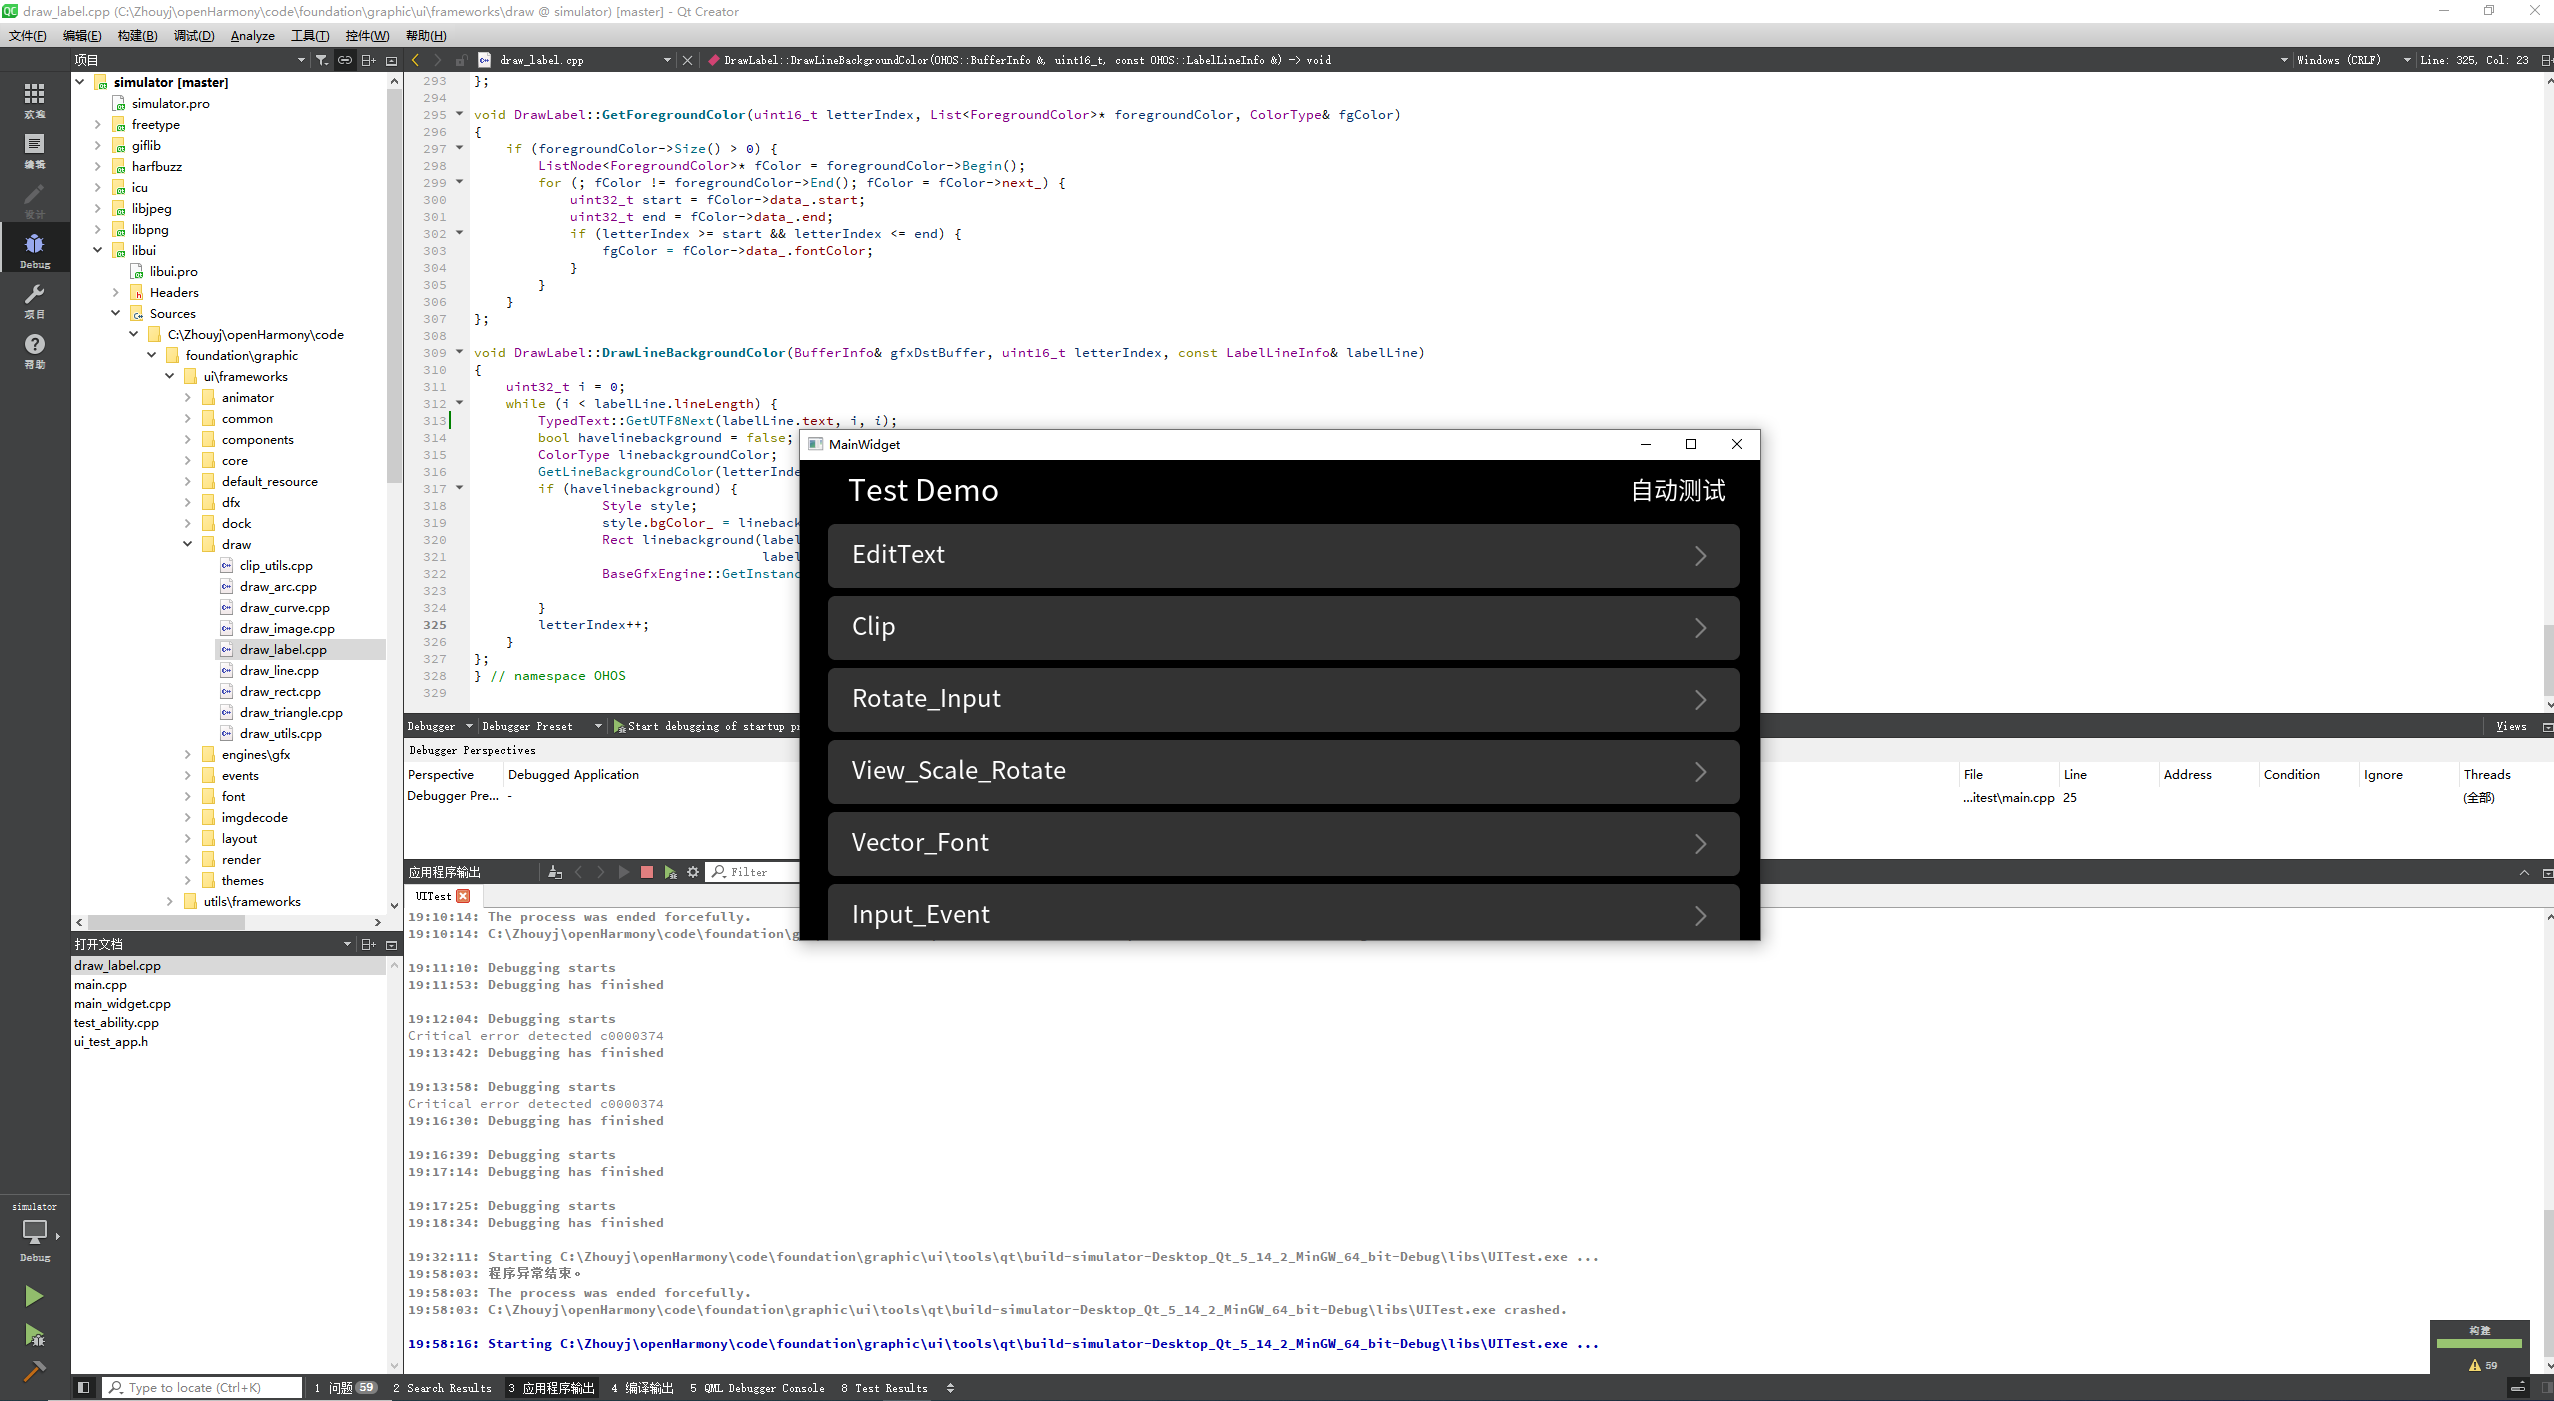 draw_label.cpp (C:\Zhouyj\openHarmony\code\foundation\graphic\ui\frameworks\draw @ simulator) [master] - Qt Creator
文件(F) 编辑(E) 构建(B) 调试(D) Analyze 工具(T) 控件(W) 帮助(H)
项目
draw_label.cpp
DrawLabel::DrawLineBackgroundColor(OHOS::BufferInfo &, uint16_t, const OHOS::LabelLineInfo &) -> void
Windows (CRLF)
Line: 325, Col: 23
欢迎
编辑
设计
Debug
项目
帮助
simulator [master]
simulator.pro
freetype
giflib
harfbuzz
icu
libjpeg
libpng
libui
libui.pro
Headers
Sources
C:\Zhouyj\openHarmony\code
foundation\graphic
ui\frameworks
animator
common
components
core
default_resource
dfx
dock
draw
clip_utils.cpp
draw_arc.cpp
draw_curve.cpp
draw_image.cpp
draw_label.cpp
draw_line.cpp
draw_rect.cpp
draw_triangle.cpp
draw_utils.cpp
engines\gfx
events
font
imgdecode
layout
render
themes
utils\frameworks
打开文档
draw_label.cpp
main.cpp
main_widget.cpp
test_ability.cpp
ui_test_app.h
293 };
294
295 void DrawLabel::GetForegroundColor(uint16_t letterIndex, List<ForegroundColor>* foregroundColor, ColorType& fgColor)
296 {
297 if (foregroundColor->Size() > 0) {
298 ListNode<ForegroundColor>* fColor = foregroundColor->Begin();
299 for (; fColor != foregroundColor->End(); fColor = fColor->next_) {
300 uint32_t start = fColor->data_.start;
301 uint32_t end = fColor->data_.end;
302 if (letterIndex >= start && letterIndex <= end) {
303 fgColor = fColor->data_.fontColor;
304 }
305 }
306 }
307 };
308
309 void DrawLabel::DrawLineBackgroundColor(BufferInfo& gfxDstBuffer, uint16_t letterIndex, const LabelLineInfo& labelLine)
310 {
311 uint32_t i = 0;
312 while (i < labelLine.lineLength) {
313 TypedText::GetUTF8Next(labelLine.text, i, i);
314 bool havelinebackground = false;
315 ColorType linebackgroundColor;
316 GetLineBackgroundColor(letterInde
317 if (havelinebackground) {
318 Style style;
319 style.bgColor_ = lineback
320 Rect linebackground(label
321 label
322 BaseGfxEngine::GetInstanc
323
324 }
325 letterIndex++;
326 }
327 };
328 } // namespace OHOS
329
MainWidget
Test Demo 自动测试
EditText
Clip
Rotate_Input
View_Scale_Rotate
Vector_Font
Input_Event
Debugger Debugger Preset Start debugging of startup pr Views
Debugger Perspectives
Perspective Debugged Application File Line Address Condition Ignore Threads
Debugger Pre... - ...itest\main.cpp 25 (全部)
应用程序输出 Filter
UITest
19:10:14: The process was ended forcefully.
19:10:14: C:\Zhouyj\openHarmony\code\foundation\g
19:11:10: Debugging starts
19:11:53: Debugging has finished
19:12:04: Debugging starts
Critical error detected c0000374
19:13:42: Debugging has finished
19:13:58: Debugging starts
Critical error detected c0000374
19:16:30: Debugging has finished
19:16:39: Debugging starts
19:17:14: Debugging has finished
19:17:25: Debugging starts
19:18:34: Debugging has finished
19:32:11: Starting C:\Zhouyj\openHarmony\code\foundation\graphic\ui\tools\qt\build-simulator-Desktop_Qt_5_14_2_MinGW_64_bit-Debug\libs\UITest.exe ...
19:58:03: 程序异常结束。
19:58:03: The process was ended forcefully.
19:58:03: C:\Zhouyj\openHarmony\code\foundation\graphic\ui\tools\qt\build-simulator-Desktop_Qt_5_14_2_MinGW_64_bit-Debug\libs\UITest.exe crashed.
19:58:16: Starting C:\Zhouyj\openHarmony\code\foundation\graphic\ui\tools\qt\build-simulator-Desktop_Qt_5_14_2_MinGW_64_bit-Debug\libs\UITest.exe ...
simulator
Debug
构建
59
Type to locate (Ctrl+K) 1 问题 59 2 Search Results 3 应用程序输出 4 编译输出 5 QML Debugger Console 8 Test Results